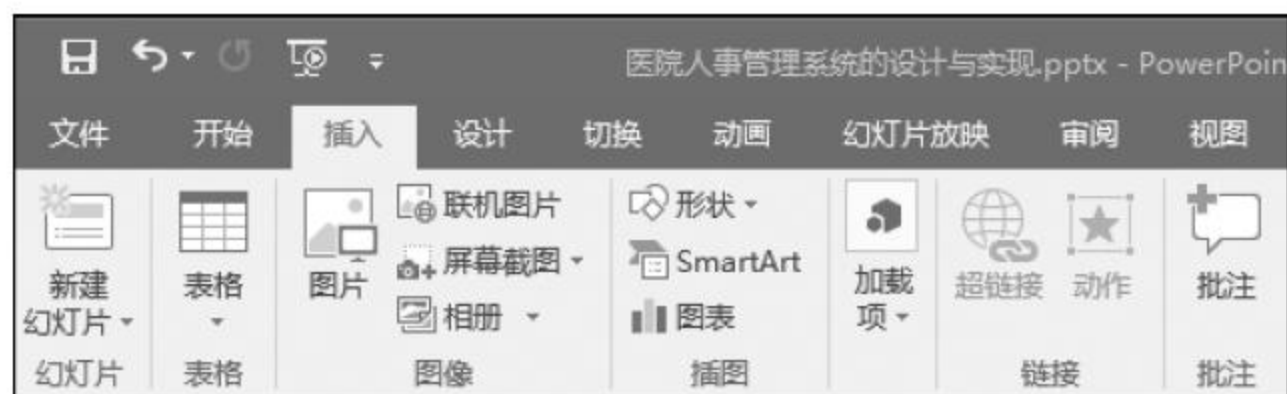 医院人事管理系统的设计与实现.pptx - PowerPoin
文件 开始 插入 设计 切换 动画 幻灯片放映 审阅 视图
新建
幻灯片
表格
图片
联机图片
屏幕截图
相册
形状
SmartArt
图表
加载
项
超链接
动作
批注
幻灯片 表格 图像 插图 链接 批注